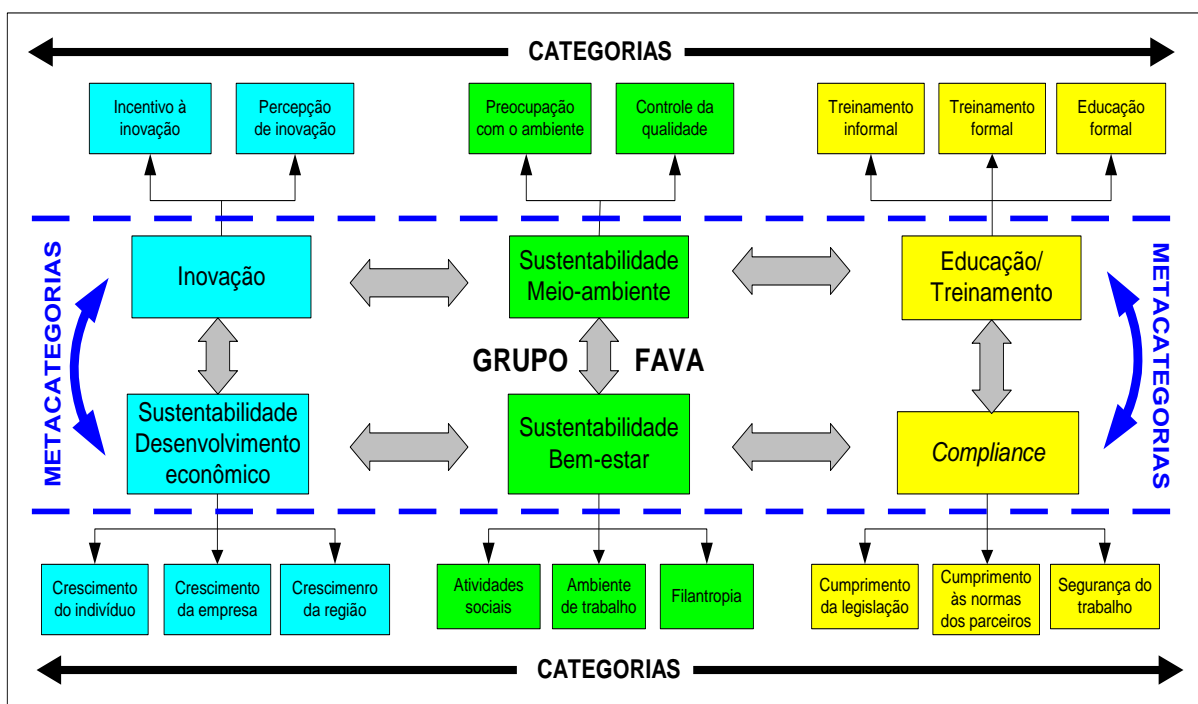 CATEGORIAS
Incentivo à
inovação
Percepção
de inovação
Preocupação
com o ambiente
Controle da
qualidade
Treinamento
informal
Treinamento
formal
Educação
formal
METACATEGORIAS
Inovação
Sustentabilidade
Meio-ambiente
Educação/
Treinamento
METACATEGORIAS
GRUPO FAVA
Sustentabilidade
Desenvolvimento
econômico
Sustentabilidade
Bem-estar
Compliance
Crescimento
do indivíduo
Crescimento
da empresa
Crescimenro
da região
Atividades
sociais
Ambiente
de trabalho
Filantropia
Cumprimento
da legislação
Cumprimento
às normas
dos parceiros
Segurança do
trabalho
CATEGORIAS